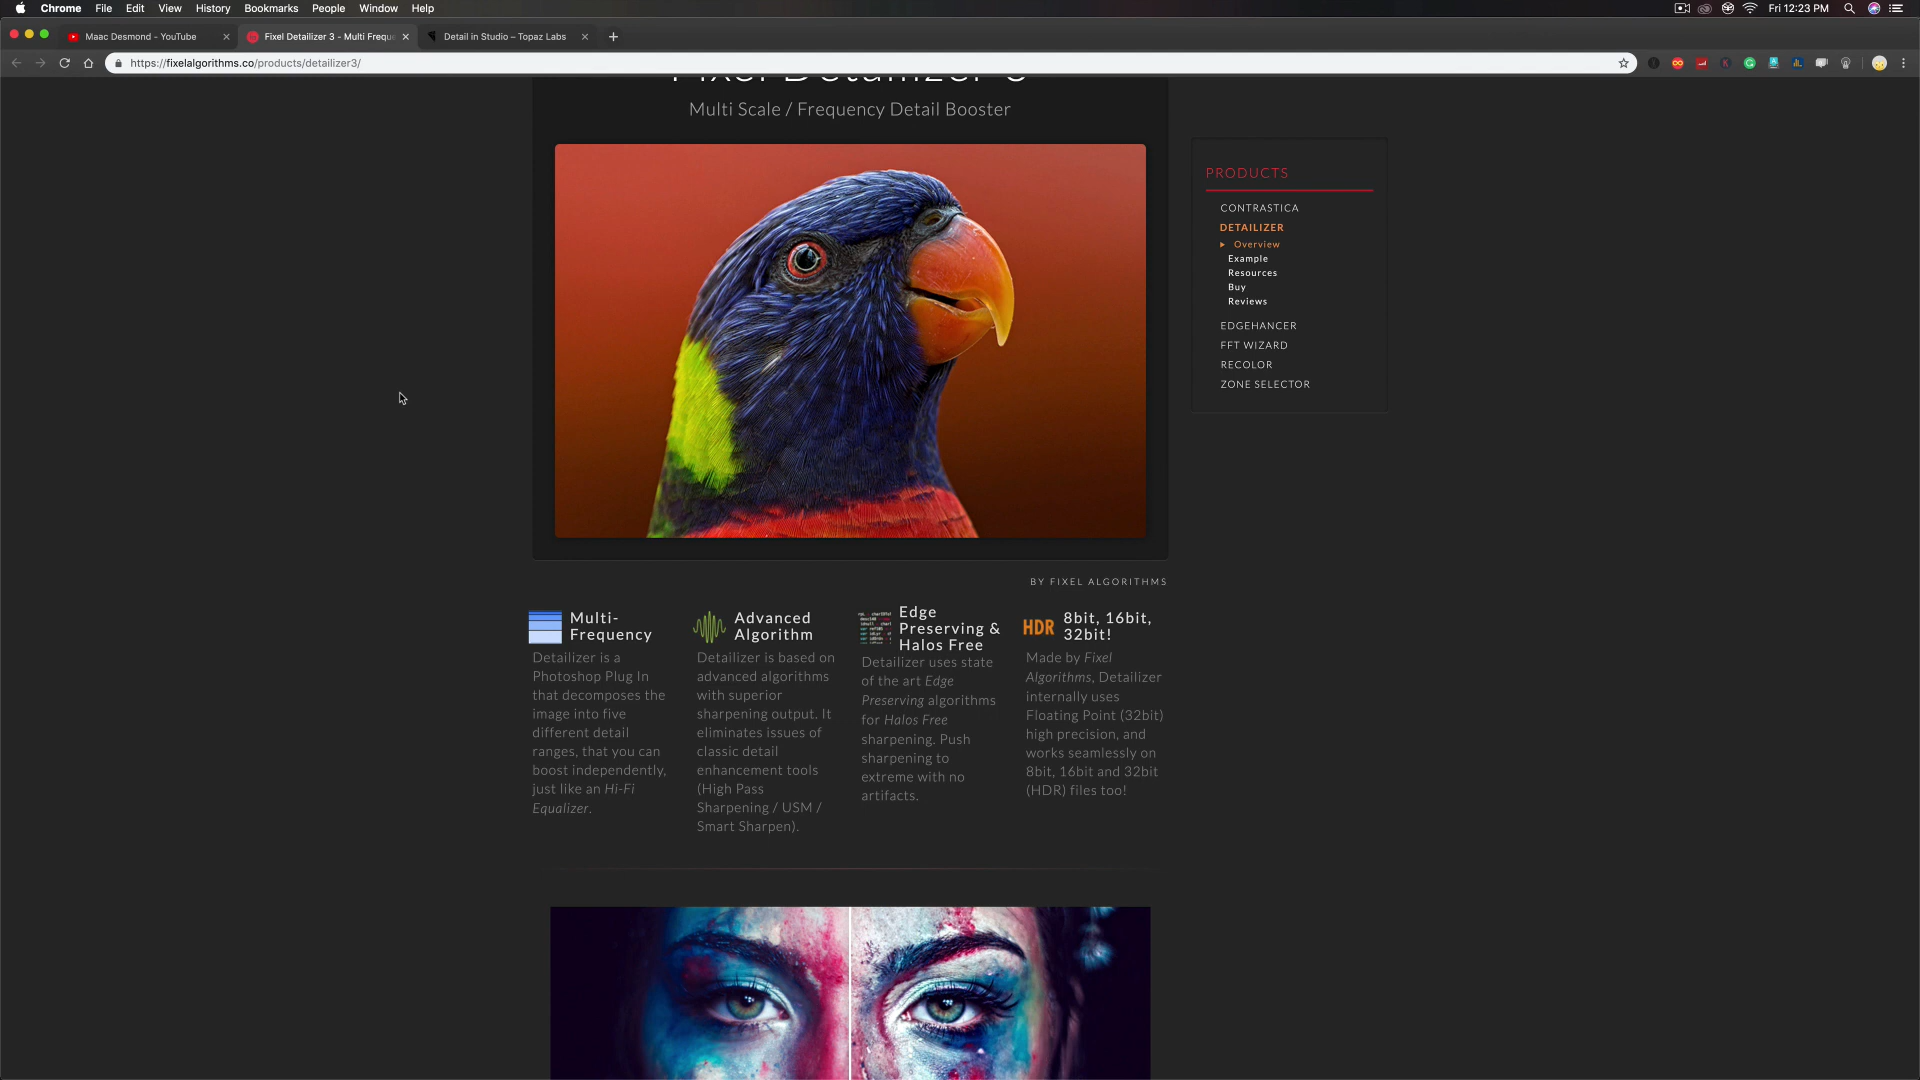 Chrome File Edit View History Bookmarks People Window Help
Fri 12:23 PM
Maac Desmond - YouTube
Fixel Detailizer 3 - Multi Frequ
Detail in Studio – Topaz Labs
https://fixelalgorithms.co/products/detailizer3/
Fixel Detailizer 3
Multi Scale / Frequency Detail Booster
BY FIXEL ALGORITHMS
PRODUCTS
CONTRASTICA
DETAILIZER
Overview
Example
Resources
Buy
Reviews
EDGEHANCER
FFT WIZARD
RECOLOR
ZONE SELECTOR
Multi-
Frequency
Detailizer is a
Photoshop Plug In
that decomposes the
image into five
different detail
ranges, that you can
boost independently,
just like an Hi-Fi
Equalizer.
Advanced
Algorithm
Detailizer is based on
advanced algorithms
with superior
sharpening output. It
eliminates issues of
classic detail
enhancement tools
(High Pass
Sharpening / USM /
Smart Sharpen).
Edge
Preserving &
Halos Free
Detailizer uses state
of the art Edge
Preserving algorithms
for Halos Free
sharpening. Push
sharpening to
extreme with no
artifacts.
HDR
8bit, 16bit,
32bit!
Made by Fixel
Algorithms, Detailizer
internally uses
Floating Point (32bit)
high precision, and
works seamlessly on
8bit, 16bit and 32bit
(HDR) files too!